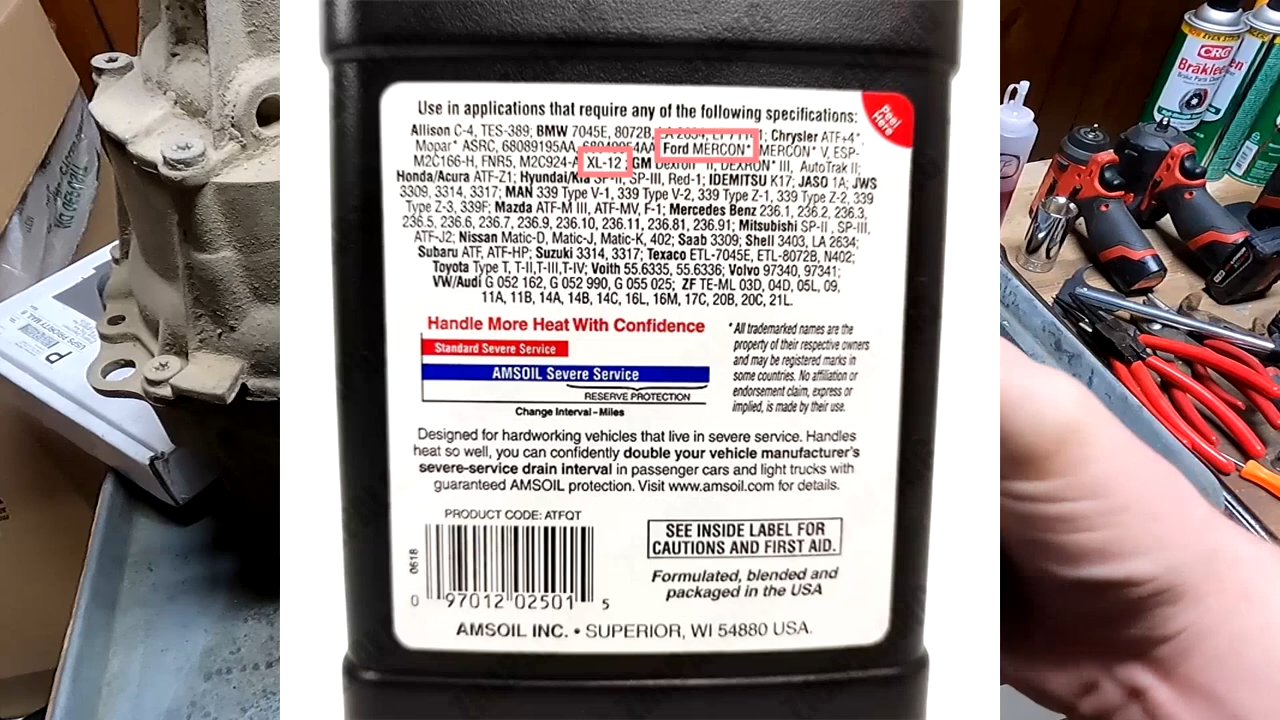 Use in applications that require any of the following specifications:
Peel
Here
Allison C-4, TES-389; BMW 7045E, 8072B, Chrysler ATF+4*
Mopar* ASRC, 68089195AA, Ford MERCON* MERCON* V, ESP-
M2C166-H, FNR5, M2C924-A XL-12 GM II, DEXRON* III, AutoTrak II;
Honda/Acura ATF-Z1; Hyundai/Kia SP-II, SP-III, Red-1; IDEMITSU K17; JASO 1A; JWS
3309, 3314, 3317; MAN 339 Type V-1, 339 Type V-2, 339 Type Z-1, 339 Type Z-2, 339
Type Z-3, 339F; Mazda ATF-M III, ATF-MV, F-1; Mercedes Benz 236.1, 236.2, 236.3,
236.5, 236.6, 236.7, 236.9, 236.10, 236.11, 236.81, 236.91; Mitsubishi SP-II , SP-III,
ATF-J2; Nissan Matic-D, Matic-J, Matic-K, 402; Saab 3309; Shell 3403, LA 2634;
Subaru ATF, ATF-HP; Suzuki 3314, 3317; Texaco ETL-7045E, ETL-8072B, N402;
Toyota Type T, T-II,T-III,T-IV; Voith 55.6335, 55.6336; Volvo 97340, 97341;
VW/Audi G 052 162, G 052 990, G 055 025; ZF TE-ML 03D, 04D, 05L, 09,
11A, 11B, 14A, 14B, 14C, 16L, 16M, 17C, 20B, 20C, 21L.
Handle More Heat With Confidence
Standard Severe Service
AMSOIL Severe Service
RESERVE PROTECTION
Change Interval – Miles
* All trademarked names are the
property of their respective owners
and may be registered marks in
some countries. No affiliation or
endorsement claim, express or
implied, is made by their use.
Designed for hardworking vehicles that live in severe service. Handles
heat so well, you can confidently double your vehicle manufacturer's
severe-service drain interval in passenger cars and light trucks with
guaranteed AMSOIL protection. Visit www.amsoil.com for details.
PRODUCT CODE: ATFQT
0618
0 97012 02501 5
SEE INSIDE LABEL FOR
CAUTIONS AND FIRST AID.
Formulated, blended and
packaged in the USA
AMSOIL INC. • SUPERIOR, WI 54880 USA.
USPS PRIORITY MAIL
P
CRC
Brakleen
Brake Parts Cleaner